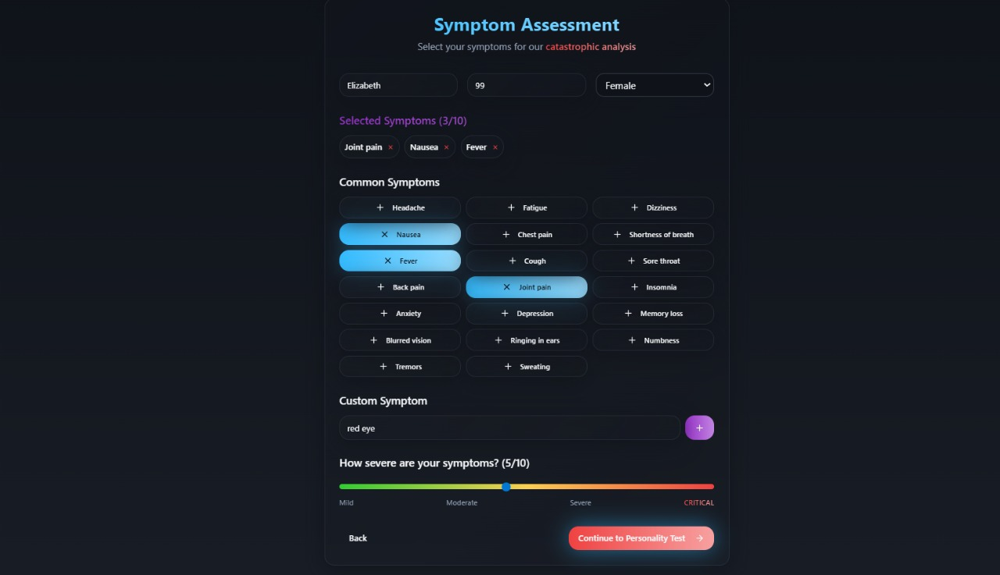 Symptom Assessment
Select your symptoms for our catastrophic analysis
Elizabeth 99 Female
Selected Symptoms (3/10)
Joint pain × Nausea × Fever ×
Common Symptoms
+ Headache + Fatigue + Dizziness
× Nausea + Chest pain + Shortness of breath
× Fever + Cough + Sore throat
+ Back pain × Joint pain + Insomnia
+ Anxiety + Depression + Memory loss
+ Blurred vision + Ringing in ears + Numbness
+ Tremors + Sweating
Custom Symptom
red eye +
How severe are your symptoms? (5/10)
Mild Moderate Severe CRITICAL
Back Continue to Personality Test →